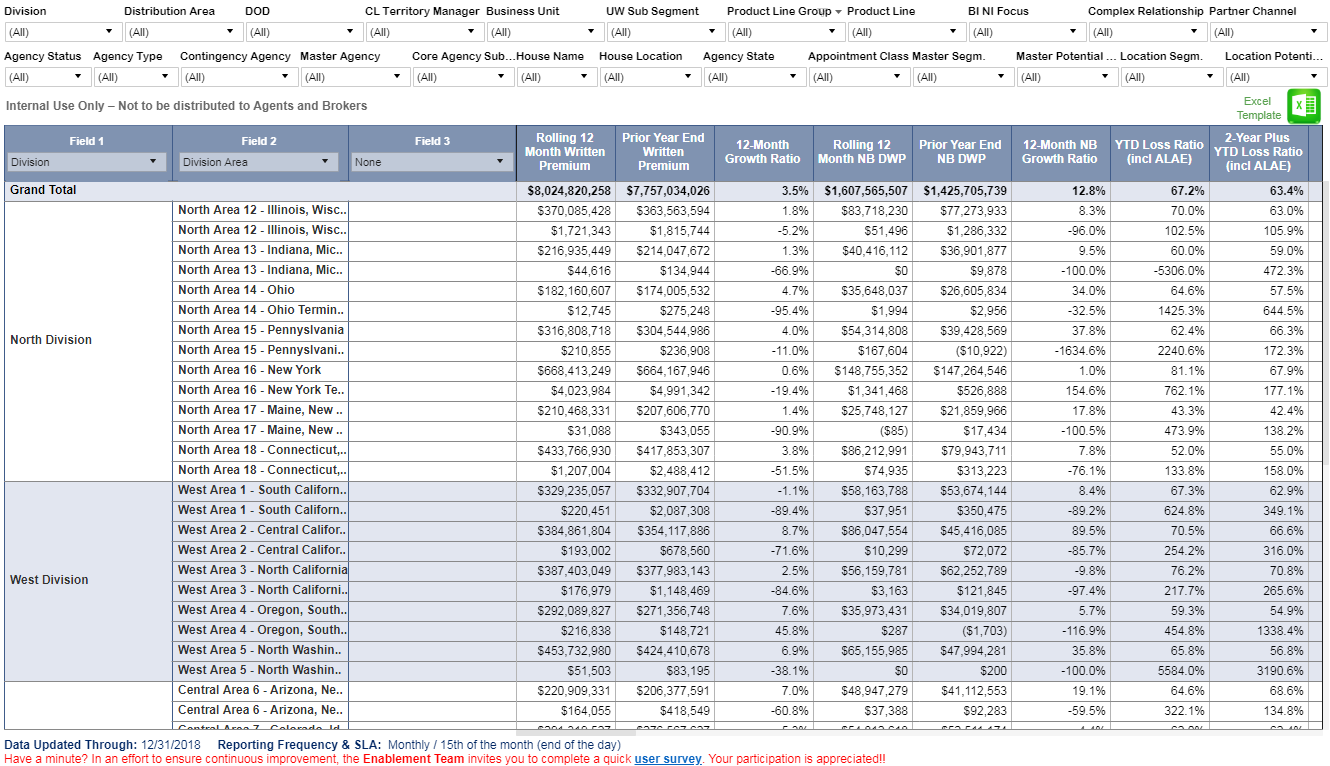 Division Distribution Area DOD CL Territory Manager Business Unit UW Sub Segment Product Line Group Product Line BI NI Focus Complex Relationship Partner Channel
(All) (All) (All) (All) (All) (All) (All) (All) (All) (All) (All)
Agency Status Agency Type Contingency Agency Master Agency Core Agency Sub... House Name House Location Agency State Appointment Class Master Segm. Master Potential ... Location Segm. Location Potenti...
(All) (All) (All) (All) (All) (All) (All) (All) (All) (All) (All) (All) (All)
Internal Use Only – Not to be distributed to Agents and Brokers
Excel
Template
Field 1 Field 2 Field 3 Rolling 12 Month Written Premium Prior Year End Written Premium 12-Month Growth Ratio Rolling 12 Month NB DWP Prior Year End NB DWP 12-Month NB Growth Ratio YTD Loss Ratio (incl ALAE) 2-Year Plus YTD Loss Ratio (incl ALAE)
Division Division Area None
Grand Total $8,024,820,258 $7,757,034,026 3.5% $1,607,565,507 $1,425,705,739 12.8% 67.2% 63.4%
North Division
North Area 12 - Illinois, Wisc.. $370,085,428 $363,563,594 1.8% $83,718,230 $77,273,933 8.3% 70.0% 63.0%
North Area 12 - Illinois, Wisc.. $1,721,343 $1,815,744 -5.2% $51,496 $1,286,332 -96.0% 102.5% 105.9%
North Area 13 - Indiana, Mic.. $216,935,449 $214,047,672 1.3% $40,416,112 $36,901,877 9.5% 60.0% 59.0%
North Area 13 - Indiana, Mic.. $44,616 $134,944 -66.9% $0 $9,878 -100.0% -5306.0% 472.3%
North Area 14 - Ohio $182,160,607 $174,005,532 4.7% $35,648,037 $26,605,834 34.0% 64.6% 57.5%
North Area 14 - Ohio Termin.. $12,745 $275,248 -95.4% $1,994 $2,956 -32.5% 1425.3% 644.5%
North Area 15 - Pennyslvania $316,808,718 $304,544,986 4.0% $54,314,808 $39,428,569 37.8% 62.4% 66.3%
North Area 15 - Pennyslvani.. $210,855 $236,908 -11.0% $167,604 ($10,922) -1634.6% 2240.6% 172.3%
North Area 16 - New York $668,413,249 $664,167,946 0.6% $148,755,352 $147,264,546 1.0% 81.1% 67.9%
North Area 16 - New York Te.. $4,023,984 $4,991,342 -19.4% $1,341,468 $526,888 154.6% 762.1% 177.1%
North Area 17 - Maine, New .. $210,468,331 $207,606,770 1.4% $25,748,127 $21,859,966 17.8% 43.3% 42.4%
North Area 17 - Maine, New .. $31,088 $343,055 -90.9% ($85) $17,434 -100.5% 473.9% 138.2%
North Area 18 - Connecticut,.. $433,766,930 $417,853,307 3.8% $86,212,991 $79,943,711 7.8% 52.0% 55.0%
North Area 18 - Connecticut,.. $1,207,004 $2,488,412 -51.5% $74,935 $313,223 -76.1% 133.8% 158.0%
West Division
West Area 1 - South Californ.. $329,235,057 $332,907,704 -1.1% $58,163,788 $53,674,144 8.4% 67.3% 62.9%
West Area 1 - South Californ.. $220,451 $2,087,308 -89.4% $37,951 $350,475 -89.2% 624.8% 349.1%
West Area 2 - Central Califor.. $384,861,804 $354,117,886 8.7% $86,047,554 $45,416,085 89.5% 70.5% 66.6%
West Area 2 - Central Califor.. $193,002 $678,560 -71.6% $10,299 $72,072 -85.7% 254.2% 316.0%
West Area 3 - North California $387,403,049 $377,983,143 2.5% $56,159,781 $62,252,789 -9.8% 76.2% 70.8%
West Area 3 - North Californi.. $176,979 $1,148,469 -84.6% $3,163 $121,845 -97.4% 217.7% 265.6%
West Area 4 - Oregon, South.. $292,089,827 $271,356,748 7.6% $35,973,431 $34,019,807 5.7% 59.3% 54.9%
West Area 4 - Oregon, South.. $216,838 $148,721 45.8% $287 ($1,703) -116.9% 454.8% 1338.4%
West Area 5 - North Washin.. $453,732,980 $424,410,678 6.9% $65,155,985 $47,994,281 35.8% 65.8% 56.8%
West Area 5 - North Washin.. $51,503 $83,195 -38.1% $0 $200 -100.0% 5584.0% 3190.6%
Central Area 6 - Arizona, Ne.. $220,909,331 $206,377,591 7.0% $48,947,279 $41,112,553 19.1% 64.6% 68.6%
Central Area 6 - Arizona, Ne.. $164,055 $418,549 -60.8% $37,388 $92,283 -59.5% 322.1% 134.8%
Central Area 7 - Colorado, Id..
Data Updated Through: 12/31/2018 Reporting Frequency & SLA: Monthly / 15th of the month (end of the day)
Have a minute? In an effort to ensure continuous improvement, the Enablement Team invites you to complete a quick user survey. Your participation is appreciated!!